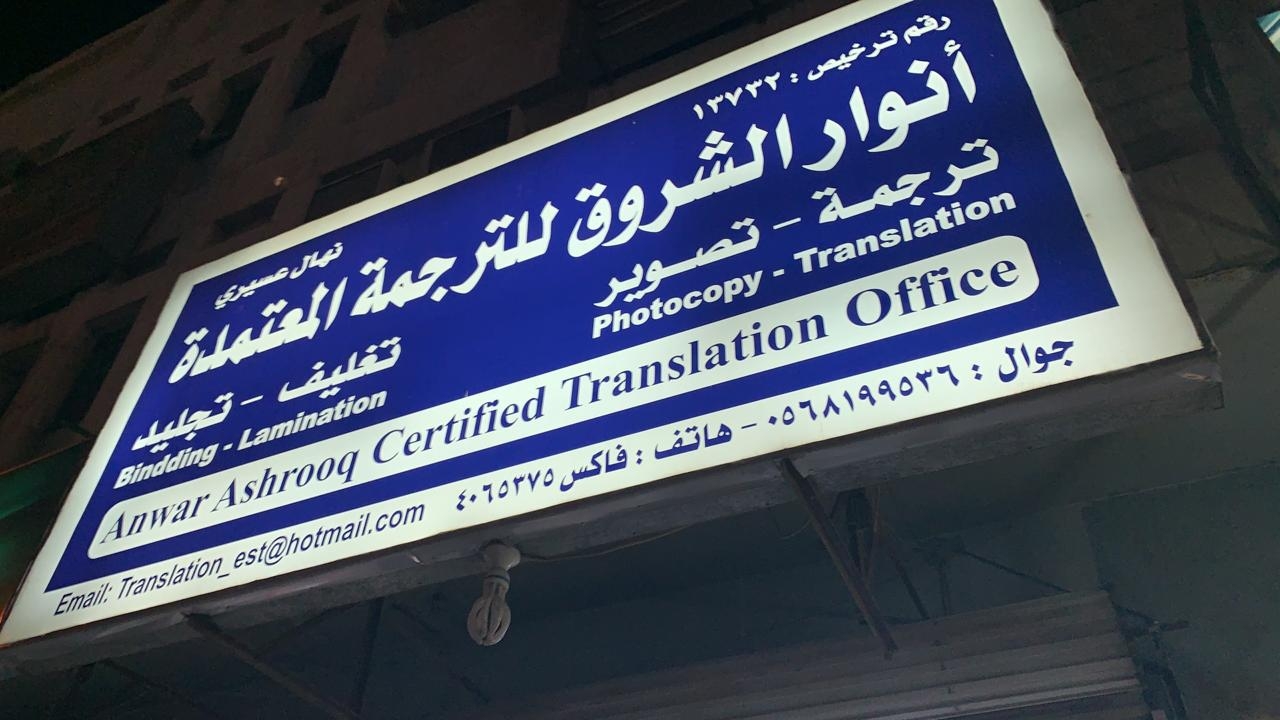 رقم ترخيص : ١٣٧٣٢
نهال عسيري
أنوار الشروق للترجمة المعتمدة
ترجمة - تصوير
تغليف - تجليد
Photocopy - Translation
Bindding - Lamination
Anwar Ashrooq Certified Translation Office
جوال : ٠٥٦٨١٩٩٥٣٦ - هاتف : فاكس ٤٠٦٥٣٧٥
Email: Translation_est@hotmail.com